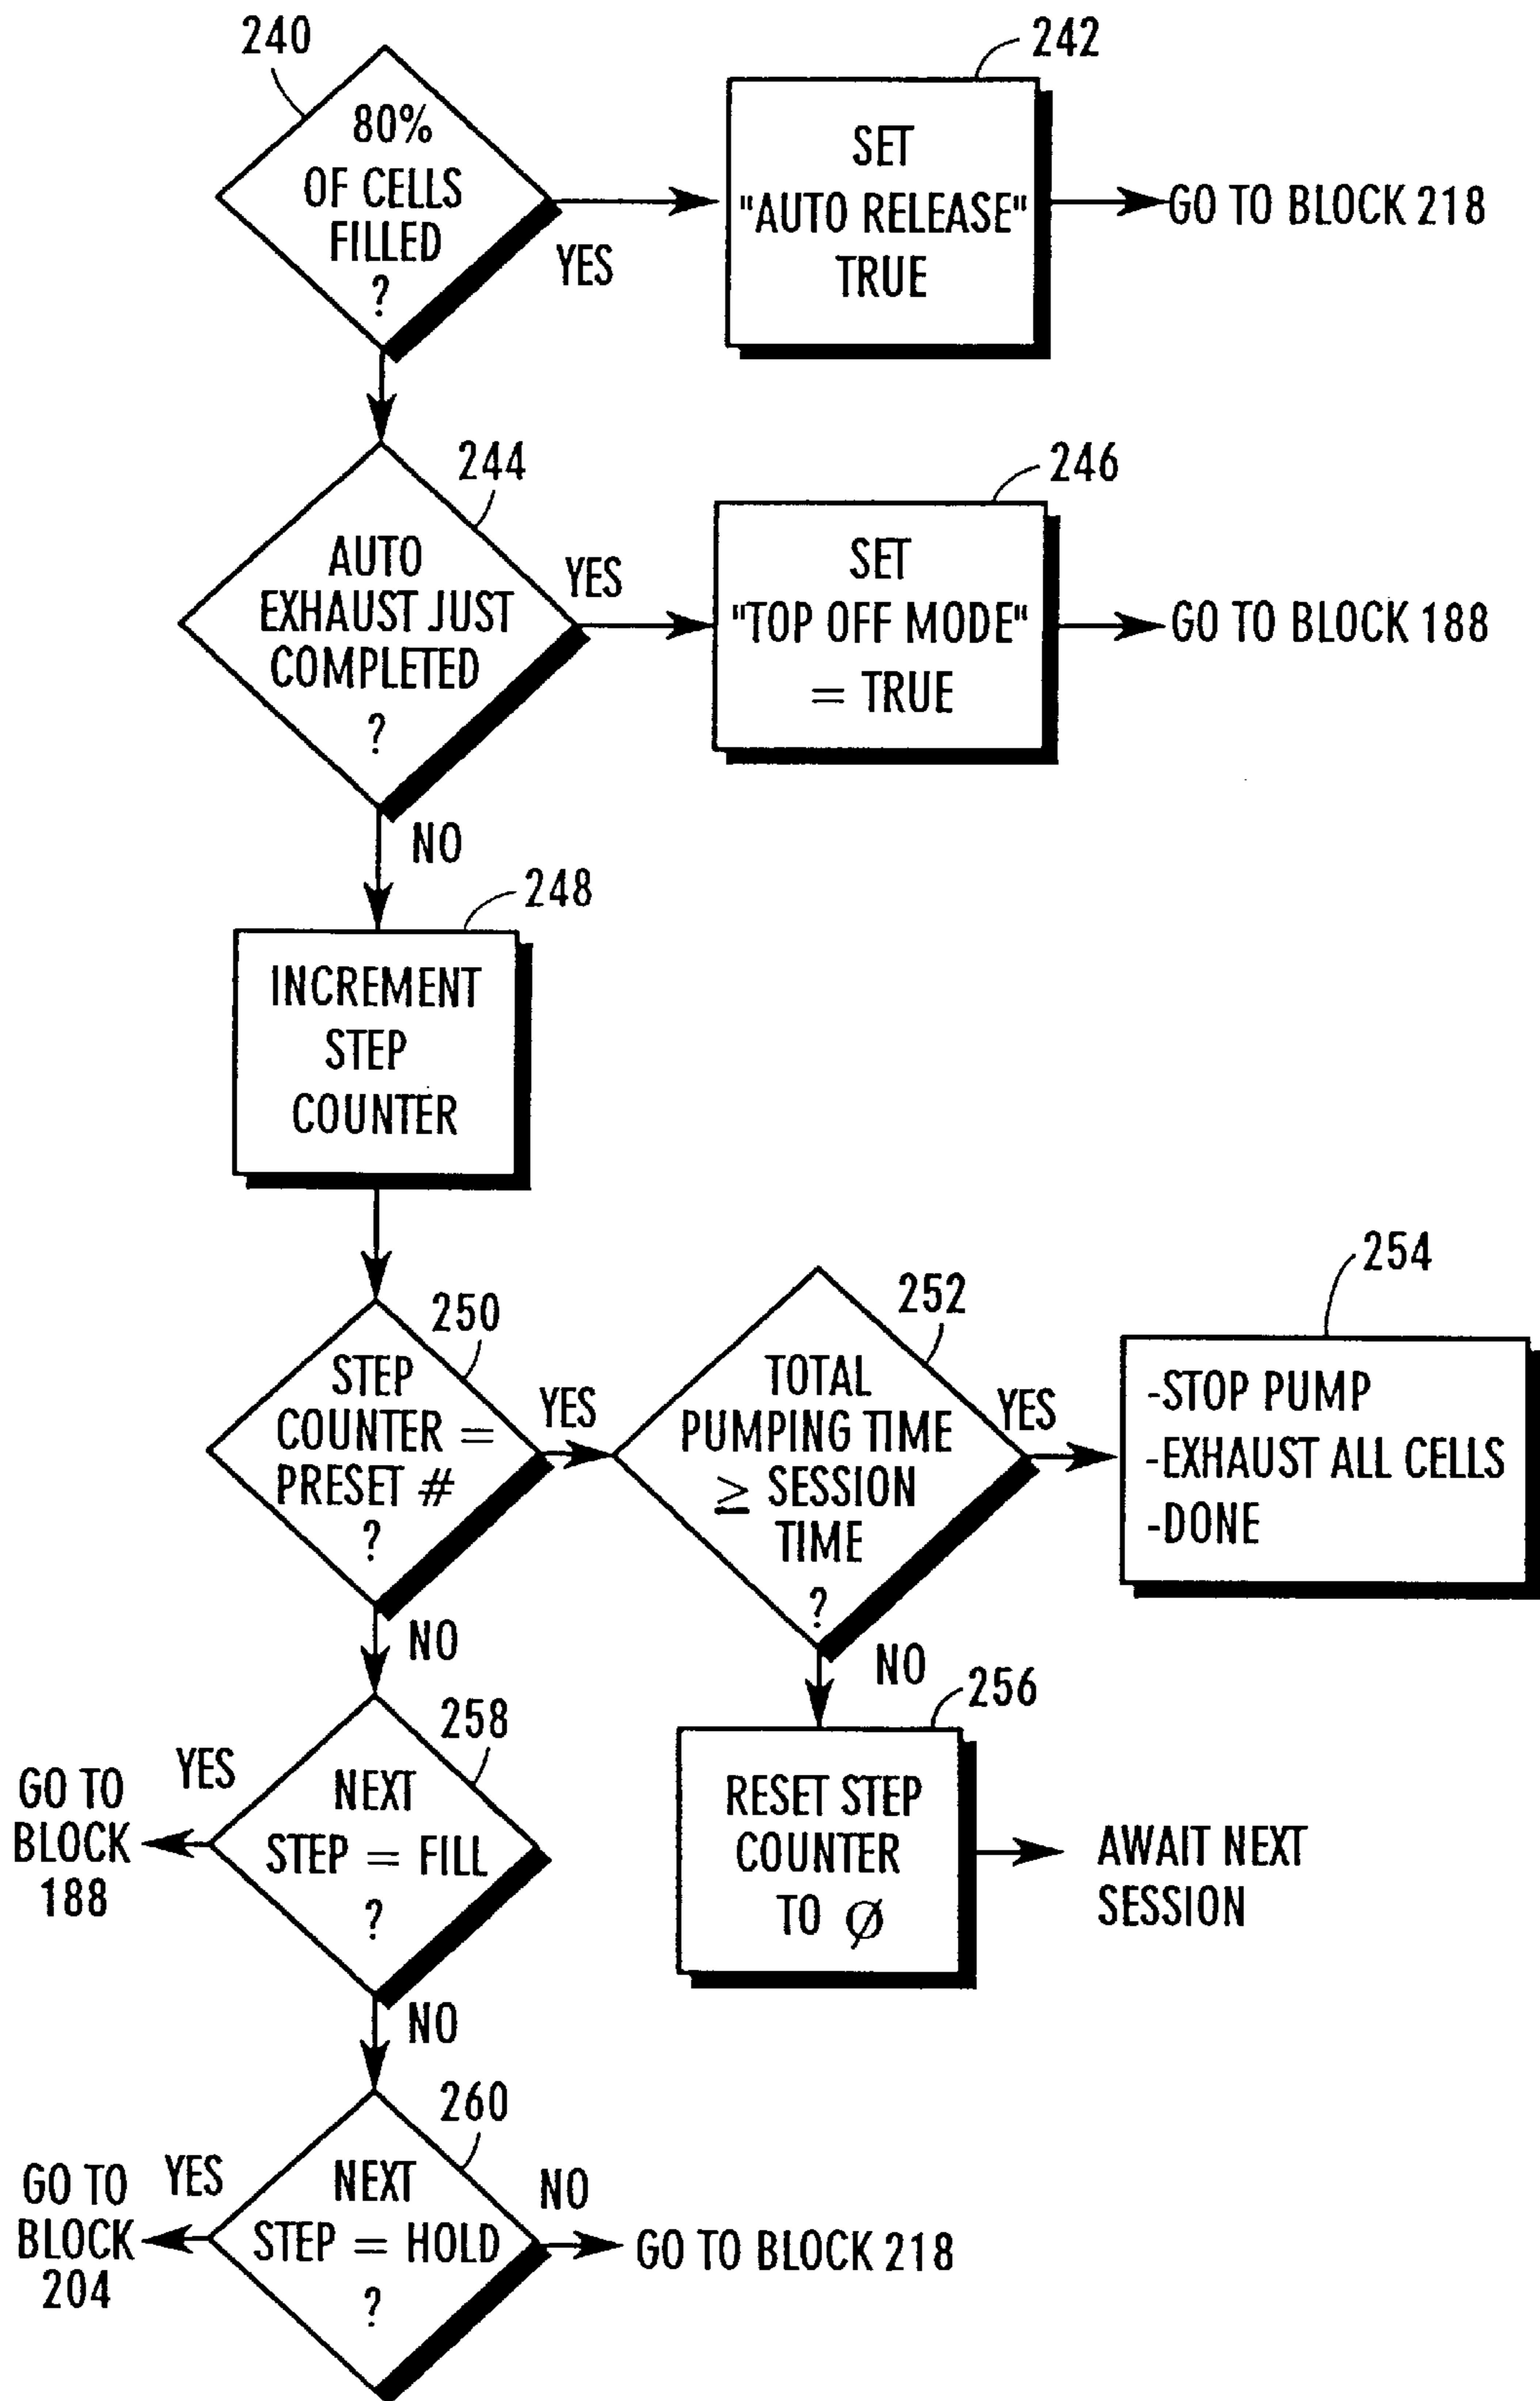 240
80%
OF CELLS
FILLED
?
YES
242
SET
"AUTO RELEASE"
TRUE
GO TO BLOCK 218
244
AUTO
EXHAUST JUST
COMPLETED
?
YES
NO
246
SET
"TOP OFF MODE"
= TRUE
GO TO BLOCK 188
248
INCREMENT
STEP
COUNTER
250
STEP
COUNTER =
PRESET #
?
YES
NO
252
TOTAL
PUMPING TIME
≥ SESSION
TIME
?
YES
NO
254
-STOP PUMP
-EXHAUST ALL CELLS
-DONE
256
RESET STEP
COUNTER
TO Ø
AWAIT NEXT
SESSION
258
NEXT
STEP = FILL
?
YES
GO TO
BLOCK
188
NO
260
NEXT
STEP = HOLD
?
YES
GO TO
BLOCK
204
NO
GO TO BLOCK 218